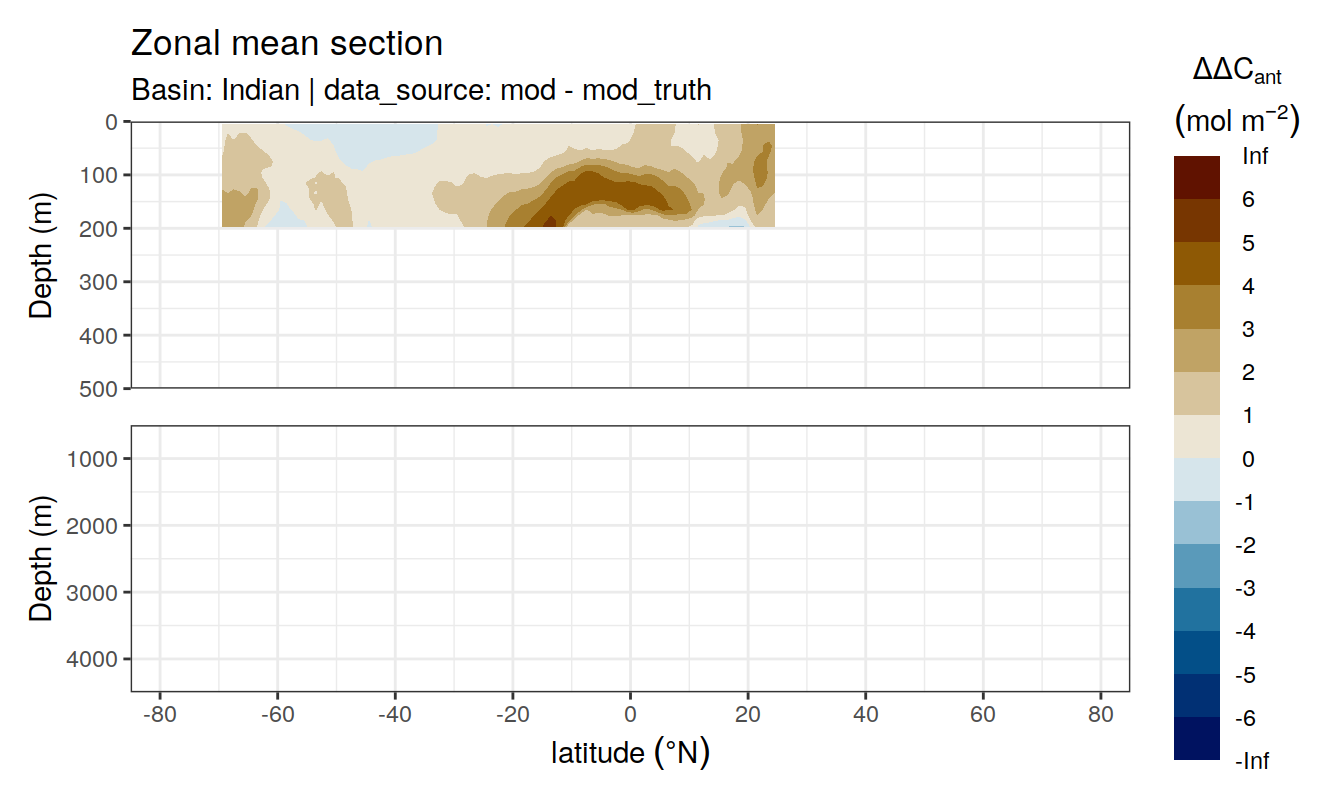 Zonal mean section
Basin: Indian | data_source: mod - mod_truth
ΔΔCant
(mol m−2)
0
100
200
300
400
500
Depth (m)
1000
2000
3000
4000
Depth (m)
-80 -60 -40 -20 0 20 40 60 80
latitude (°N)
Inf
6
5
4
3
2
1
0
-1
-2
-3
-4
-5
-6
-Inf